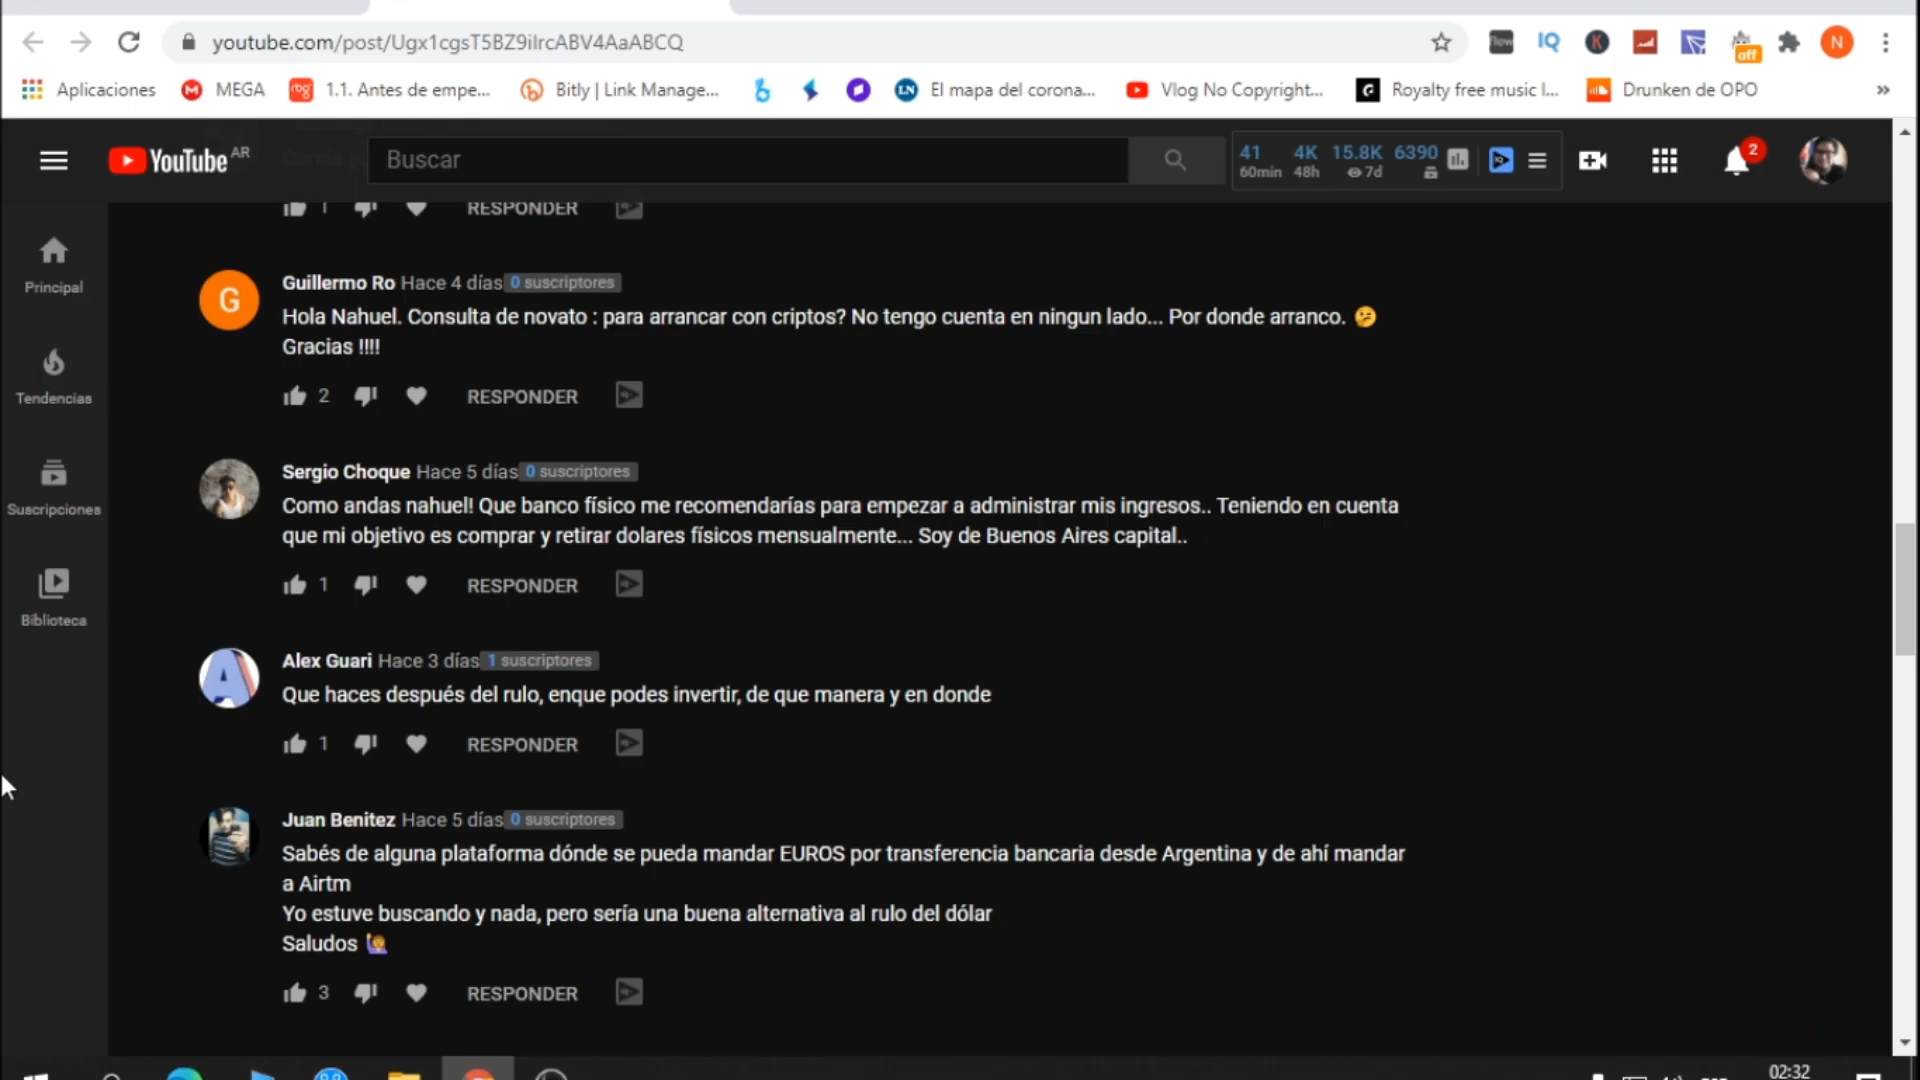 youtube.com/post/Ugx1cgsT5BZ9ilrcABV4AaABCQ
Aplicaciones MEGA 1.1. Antes de empe... Bitly | Link Manage... El mapa del corona... Vlog No Copyright... Royalty free music l... Drunken de OPO »
YouTube AR
Buscar
41 4K 15.8K 6390
60min 48h 7d
2
1 RESPONDER
Principal
Tendencias
Suscripciones
Biblioteca
Guillermo Ro Hace 4 días 0 suscriptores
Hola Nahuel. Consulta de novato : para arrancar con criptos? No tengo cuenta en ningun lado... Por donde arranco. 🤔
Gracias !!!!
2 RESPONDER
Sergio Choque Hace 5 días 0 suscriptores
Como andas nahuel! Que banco físico me recomendarías para empezar a administrar mis ingresos.. Teniendo en cuenta
que mi objetivo es comprar y retirar dolares físicos mensualmente... Soy de Buenos Aires capital..
1 RESPONDER
Alex Guari Hace 3 días 1 suscriptores
Que haces después del rulo, enque podes invertir, de que manera y en donde
1 RESPONDER
Juan Benitez Hace 5 días 0 suscriptores
Sabés de alguna plataforma dónde se pueda mandar EUROS por transferencia bancaria desde Argentina y de ahí mandar
a Airtm
Yo estuve buscando y nada, pero sería una buena alternativa al rulo del dólar
Saludos 🙋
3 RESPONDER
02:32